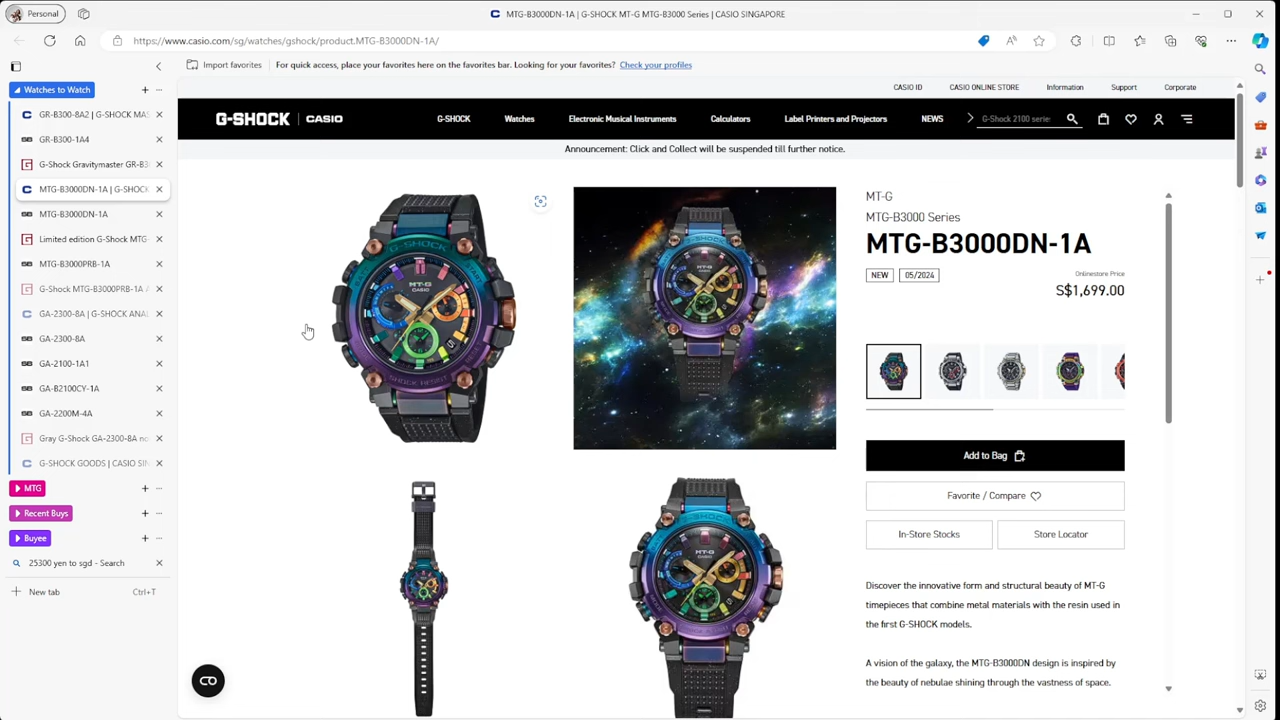 Personal
MTG-B3000DN-1A | G-SHOCK MT-G MTG-B3000 Series | CASIO SINGAPORE
https://www.casio.com/sg/watches/gshock/product.MTG-B3000DN-1A/
Import favorites
For quick access, place your favorites here on the favorites bar. Looking for your favorites? Check your profiles
Watches to Watch
GR-B300-8A2 | G-SHOCK MAS
GR-B300-1A4
G-Shock Gravitymaster GR-B3
MTG-B3000DN-1A | G-SHOCK
MTG-B3000DN-1A
Limited edition G-Shock MTG-
MTG-B3000PRB-1A
G-Shock MTG-B3000PRB-1A A
GA-2300-8A | G-SHOCK ANAL
GA-2300-8A
GA-2100-1A1
GA-B2100CY-1A
GA-2200M-4A
Gray G-Shock GA-2300-8A no
G-SHOCK GOODS | CASIO SIN
MTG
Recent Buys
Buyee
25300 yen to sgd - Search
New tab
Ctrl+T
CASIO ID
CASIO ONLINE STORE
Information
Support
Corporate
G-SHOCK | CASIO
G-SHOCK
Watches
Electronic Musical Instruments
Calculators
Label Printers and Projectors
NEWS
G-Shock 2100 serie
Announcement: Click and Collect will be suspended till further notice.
G-SHOCK
MT-G
CASIO
MT-G
MTG-B3000 Series
MTG-B3000DN-1A
NEW
05/2024
Onlinestore Price
S$1,699.00
Add to Bag
Favorite / Compare
In-Store Stocks
Store Locator
Discover the innovative form and structural beauty of MT-G
timepieces that combine metal materials with the resin used in
the first G-SHOCK models.
A vision of the galaxy, the MTG-B3000DN design is inspired by
the beauty of nebulae shining through the vastness of space.